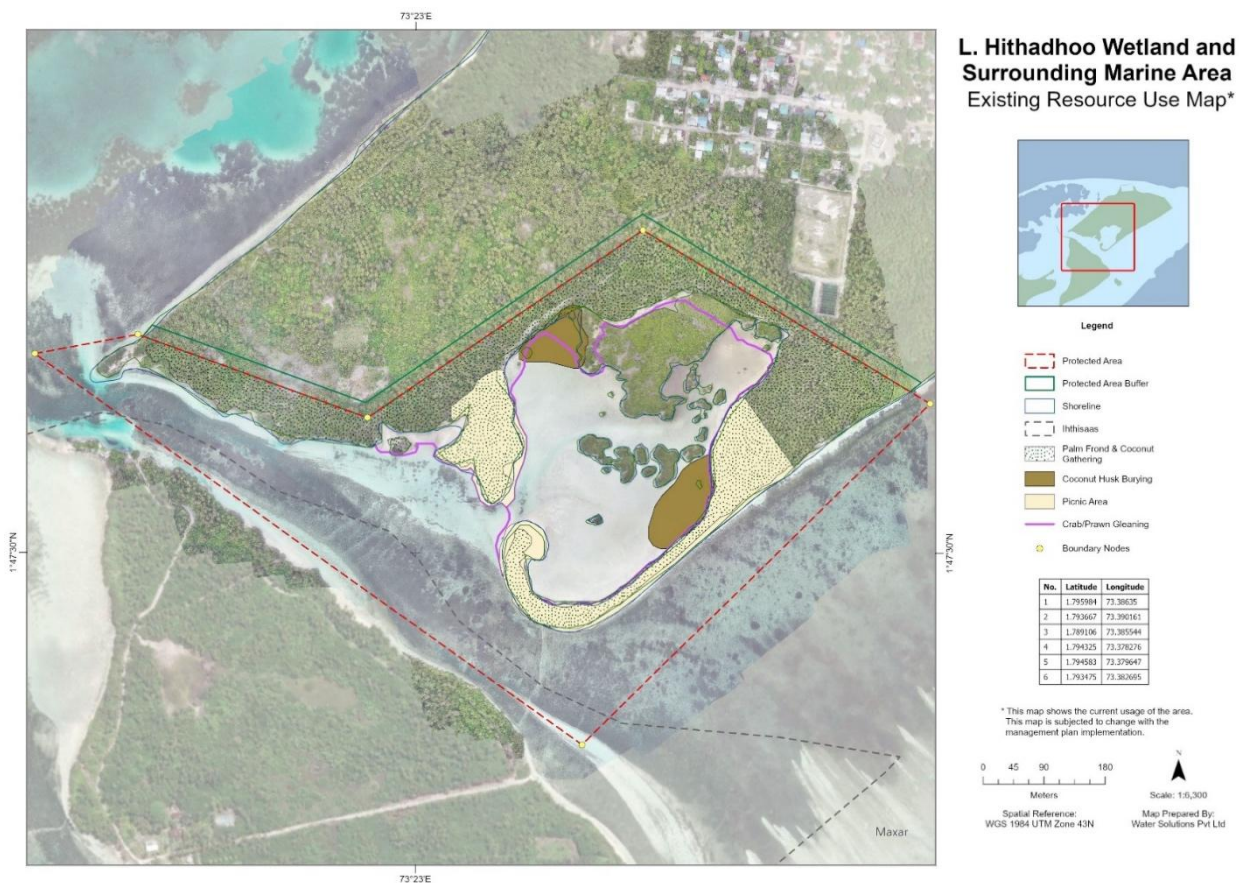 73°23'E
L. Hithadhoo Wetland and
Surrounding Marine Area
Existing Resource Use Map*
Legend
Protected Area
Protected Area Buffer
Shoreline
Ihthisaas
Palm Frond & Coconut
Gathering
Coconut Husk Burying
Picnic Area
Crab/Prawn Gleaning
Boundary Nodes
1°47'30"N
1°47'30"N
No. Latitude Longitude
1 1.795984 73.38635
2 1.793667 73.390161
3 1.789106 73.385544
4 1.794325 73.378276
5 1.794583 73.379647
6 1.793475 73.382695
* This map shows the current usage of the area.
This map is subjected to change with the
management plan implementation.
0 45 90 180
Meters
N
Scale: 1:6,300
Spatial Reference:
WGS 1984 UTM Zone 43N
Map Prepared By:
Water Solutions Pvt Ltd
Maxar
73°23'E